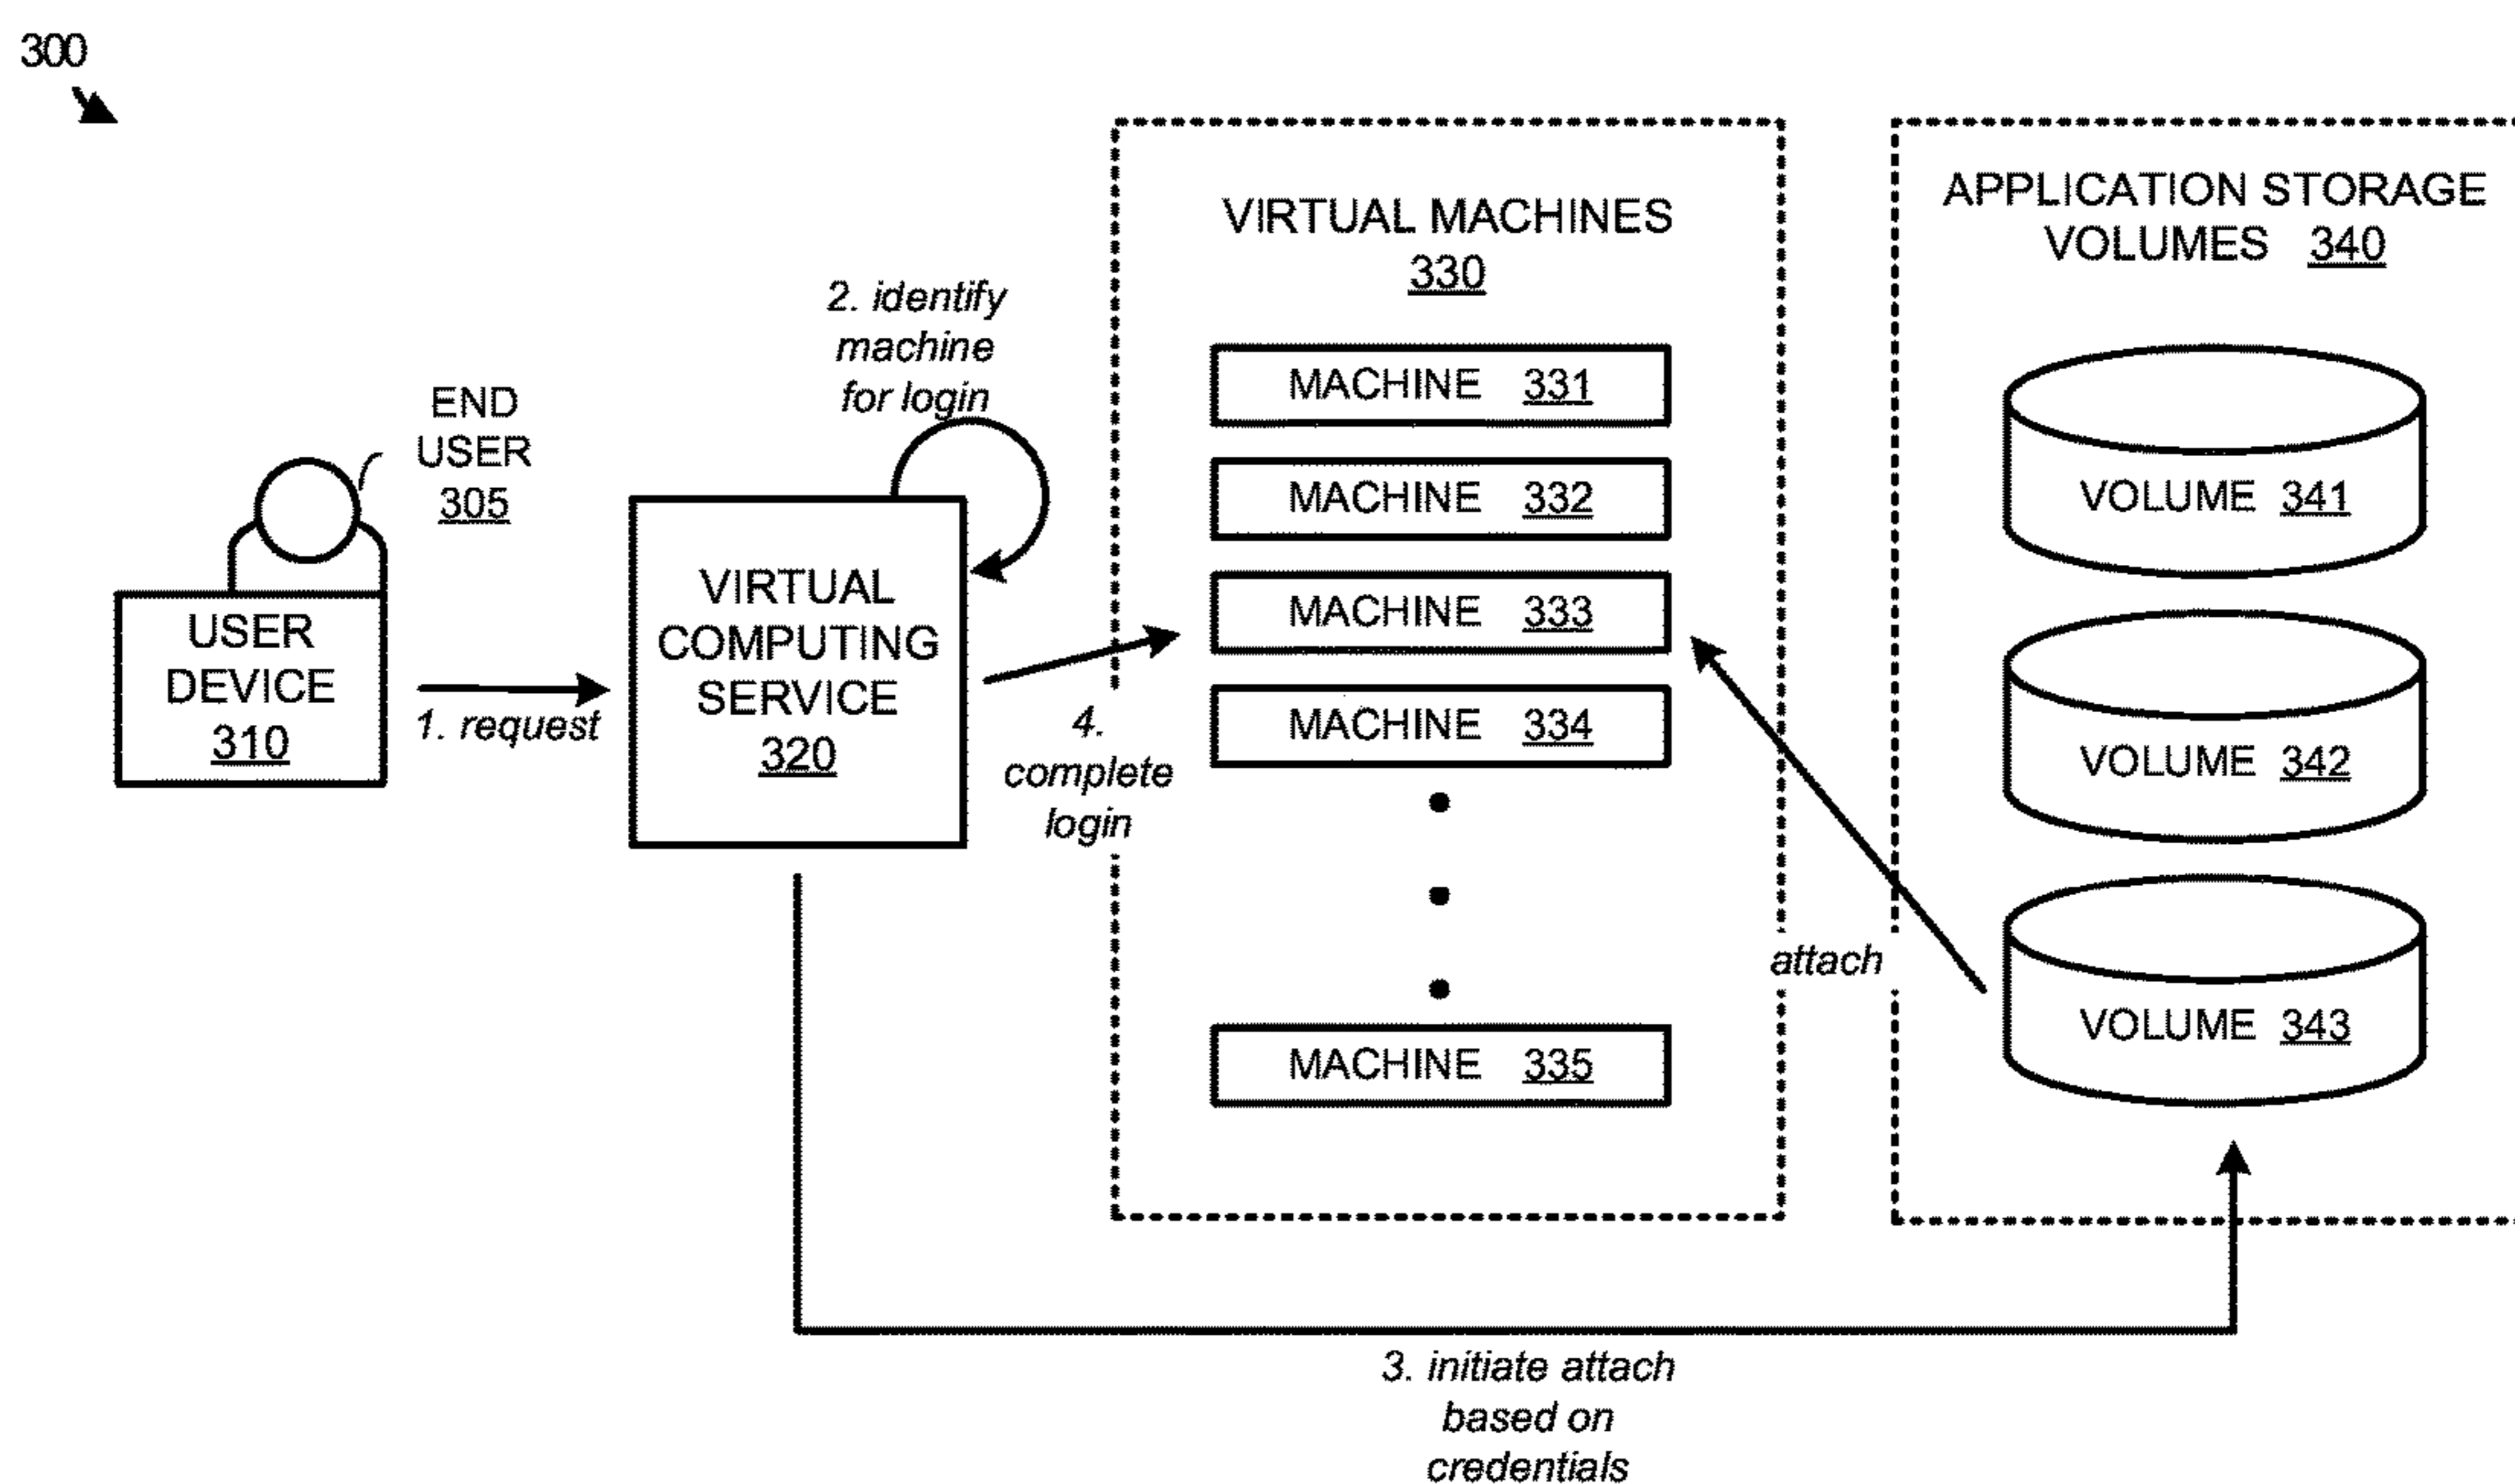 300
END
USER
305
USER
DEVICE
310
1. request
2. identify
machine
for login
VIRTUAL
COMPUTING
SERVICE
320
4.
complete
login
VIRTUAL MACHINES
330
MACHINE 331
MACHINE 332
MACHINE 333
MACHINE 334
MACHINE 335
attach
APPLICATION STORAGE
VOLUMES 340
VOLUME 341
VOLUME 342
VOLUME 343
3. initiate attach
based on
credentials